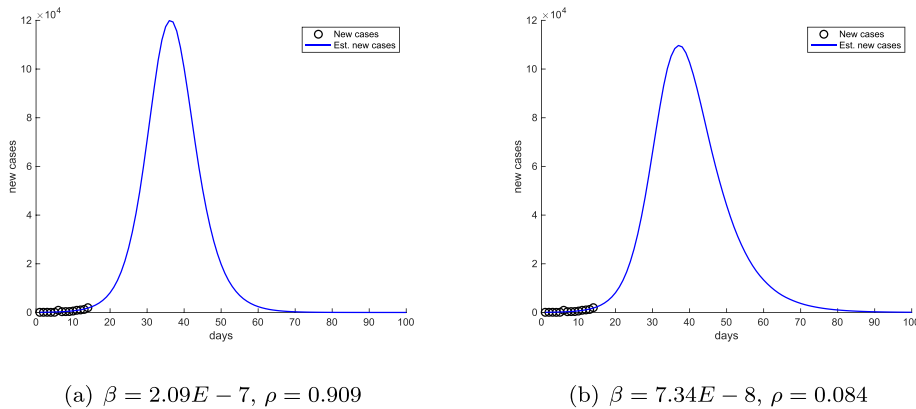 ×10^4
12
10
8
6
4
2
0
new cases
0 10 20 30 40 50 60 70 80 90 100
days
New cases
Est. new cases
(a) β = 2.09E − 7, ρ = 0.909
×10^4
12
10
8
6
4
2
0
new cases
0 10 20 30 40 50 60 70 80 90 100
days
New cases
Est. new cases
(b) β = 7.34E − 8, ρ = 0.084